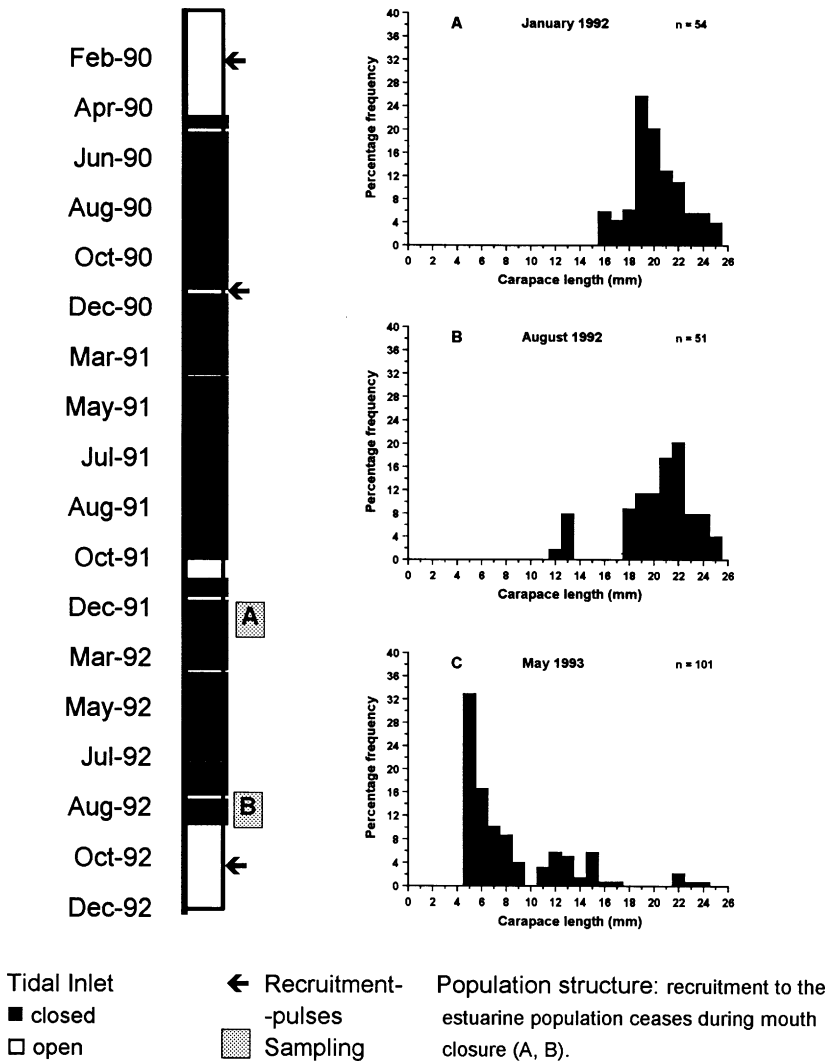 Feb-90
Apr-90
Jun-90
Aug-90
Oct-90
Dec-90
Mar-91
May-91
Jul-91
Aug-91
Oct-91
Dec-91
Mar-92
May-92
Jul-92
Aug-92
Oct-92
Dec-92
A
B
A January 1992 n = 54
Percentage frequency
40
36
32
28
24
20
16
12
8
4
0
0 2 4 6 8 10 12 14 16 18 20 22 24 26
Carapace length (mm)
B August 1992 n = 51
Percentage frequency
40
36
32
28
24
20
16
12
8
4
0
0 2 4 6 8 10 12 14 16 18 20 22 24 26
Carapace length (mm)
C May 1993 n = 101
Percentage frequency
40
36
32
28
24
20
16
12
8
4
0
0 2 4 6 8 10 12 14 16 18 20 22 24 26
Carapace length (mm)
Tidal Inlet
closed
open
Recruitment-
-pulses
Sampling
Population structure: recruitment to the
estuarine population ceases during mouth
closure (A, B).